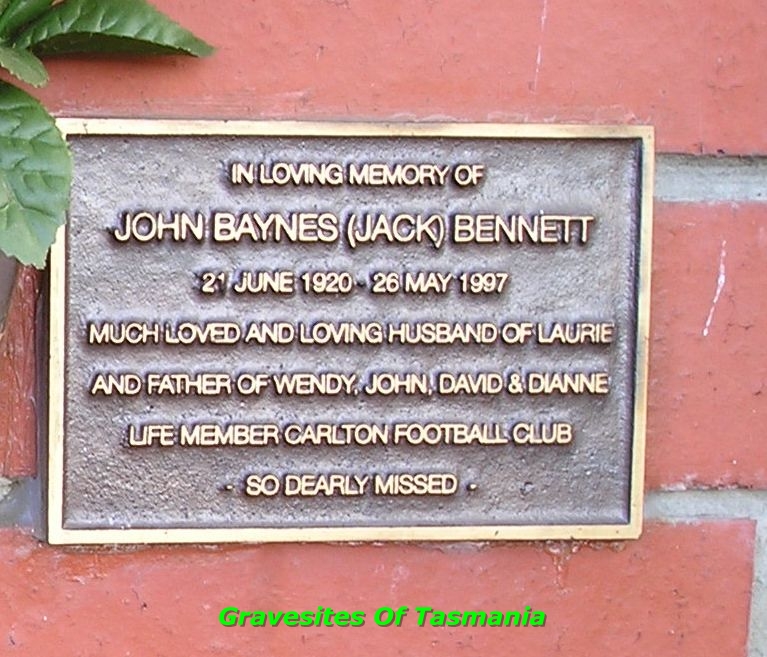 IN LOVING MEMORY OF
JOHN BAYNES (JACK) BENNETT
21 JUNE 1920 - 26 MAY 1997
MUCH LOVED AND LOVING HUSBAND OF LAURIE
AND FATHER OF WENDY, JOHN, DAVID & DIANNE
LIFE MEMBER CARLTON FOOTBALL CLUB
- SO DEARLY MISSED -
Gravesites Of Tasmania